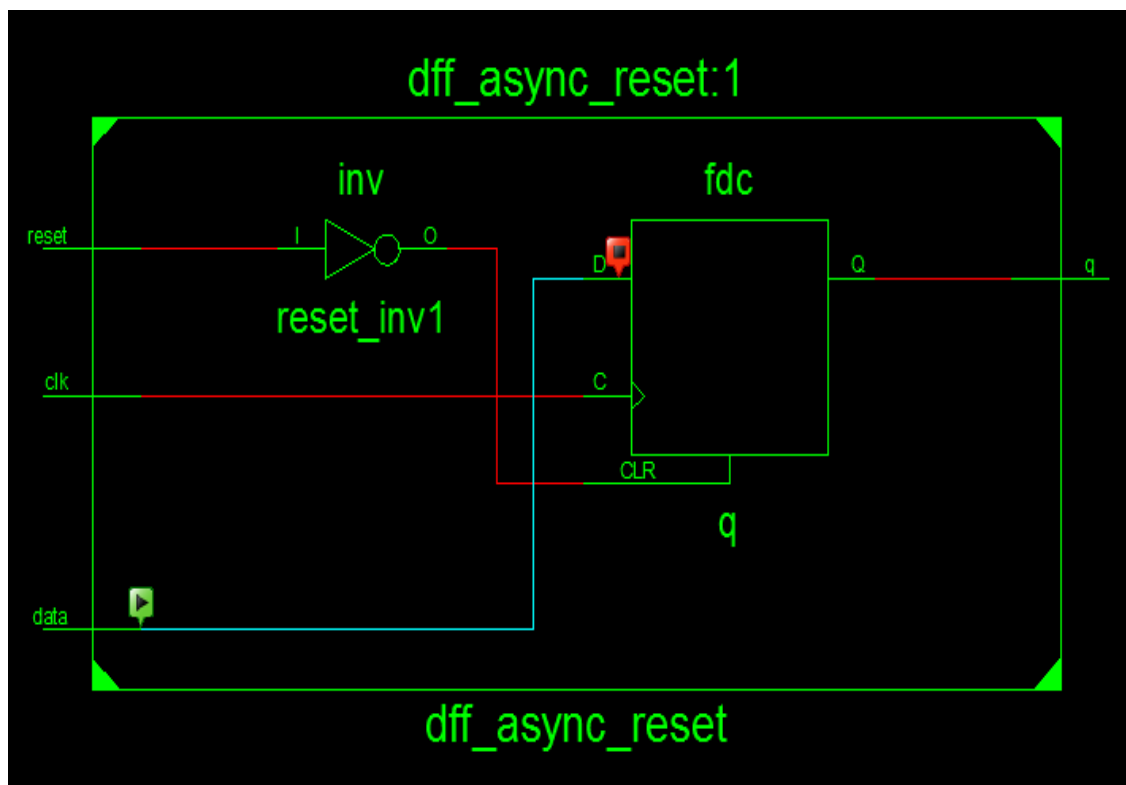 dff_async_reset:1
inv
fdc
reset
I
O
D
Q
q
reset_inv1
clk
C
CLR
q
data
dff_async_reset